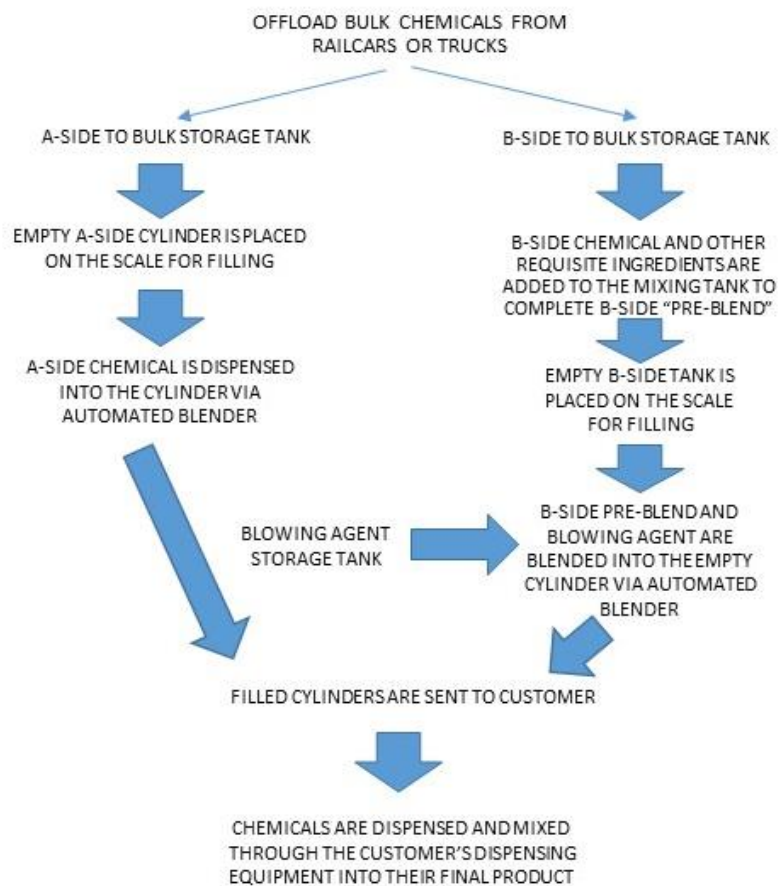 OFFLOAD BULK CHEMICALS FROM
RAILCARS OR TRUCKS
A-SIDE TO BULK STORAGE TANK
B-SIDE TO BULK STORAGE TANK
EMPTY A-SIDE CYLINDER IS PLACED
ON THE SCALE FOR FILLING
B-SIDE CHEMICAL AND OTHER
REQUISITE INGREDIENTS ARE
ADDED TO THE MIXING TANK TO
COMPLETE B-SIDE “PRE-BLEND”
A-SIDE CHEMICAL IS DISPENSED
INTO THE CYLINDER VIA
AUTOMATED BLENDER
EMPTY B-SIDE TANK IS
PLACED ON THE SCALE
FOR FILLING
BLOWING AGENT
STORAGE TANK
B-SIDE PRE-BLEND AND
BLOWING AGENT ARE
BLENDED INTO THE EMPTY
CYLINDER VIA AUTOMATED
BLENDER
FILLED CYLINDERS ARE SENT TO CUSTOMER
CHEMICALS ARE DISPENSED AND MIXED
THROUGH THE CUSTOMER’S DISPENSING
EQUIPMENT INTO THEIR FINAL PRODUCT